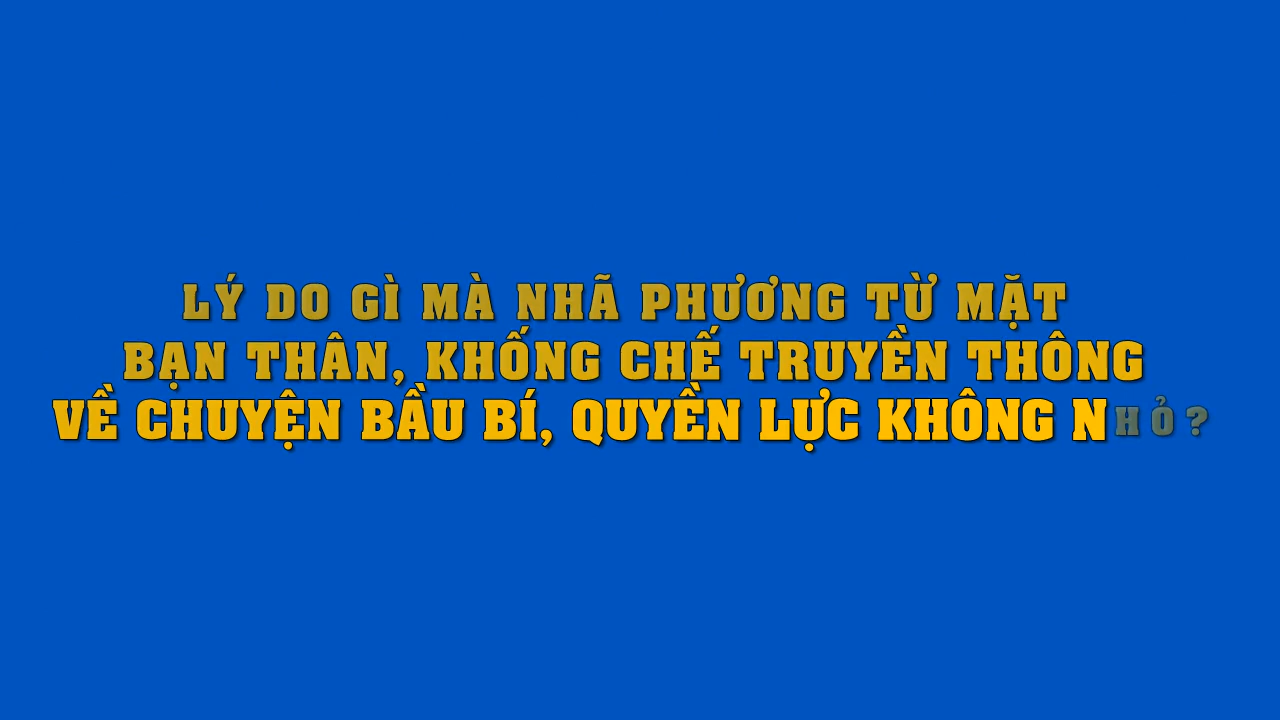 LÝ DO GÌ MÀ NHÃ PHƯƠNG TỪ MẶT
BẠN THÂN, KHỐNG CHẾ TRUYỀN THÔNG
VỀ CHUYỆN BẦU BÍ, QUYỀN LỰC KHÔNG NHỎ?